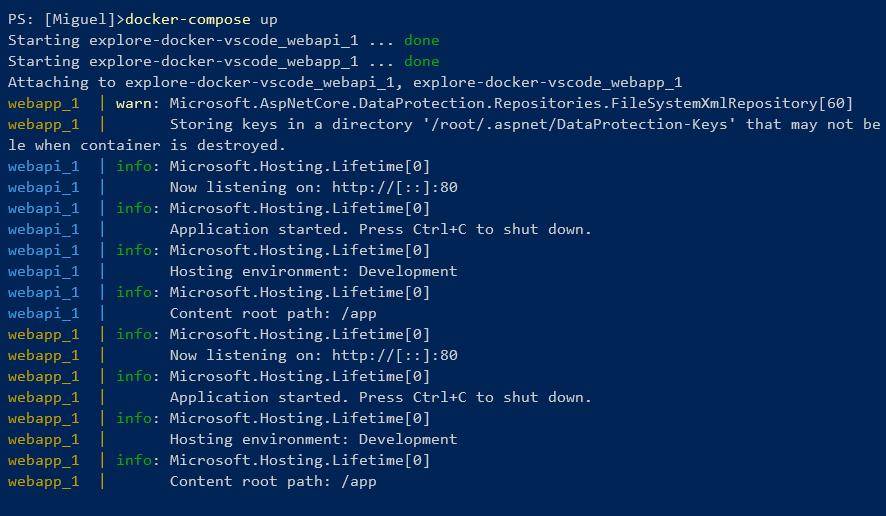 PS: [Miguel]>docker-compose up
Starting explore-docker-vscode_webapi_1 ... done
Starting explore-docker-vscode_webapp_1 ... done
Attaching to explore-docker-vscode_webapi_1, explore-docker-vscode_webapp_1
webapp_1  | warn: Microsoft.AspNetCore.DataProtection.Repositories.FileSystemXmlRepository[60]
webapp_1  |       Storing keys in a directory '/root/.aspnet/DataProtection-Keys' that may not be
le when container is destroyed.
webapi_1  | info: Microsoft.Hosting.Lifetime[0]
webapi_1  |       Now listening on: http://[::]:80
webapi_1  | info: Microsoft.Hosting.Lifetime[0]
webapi_1  |       Application started. Press Ctrl+C to shut down.
webapi_1  | info: Microsoft.Hosting.Lifetime[0]
webapi_1  |       Hosting environment: Development
webapi_1  | info: Microsoft.Hosting.Lifetime[0]
webapi_1  |       Content root path: /app
webapp_1  | info: Microsoft.Hosting.Lifetime[0]
webapp_1  |       Now listening on: http://[::]:80
webapp_1  | info: Microsoft.Hosting.Lifetime[0]
webapp_1  |       Application started. Press Ctrl+C to shut down.
webapp_1  | info: Microsoft.Hosting.Lifetime[0]
webapp_1  |       Hosting environment: Development
webapp_1  | info: Microsoft.Hosting.Lifetime[0]
webapp_1  |       Content root path: /app